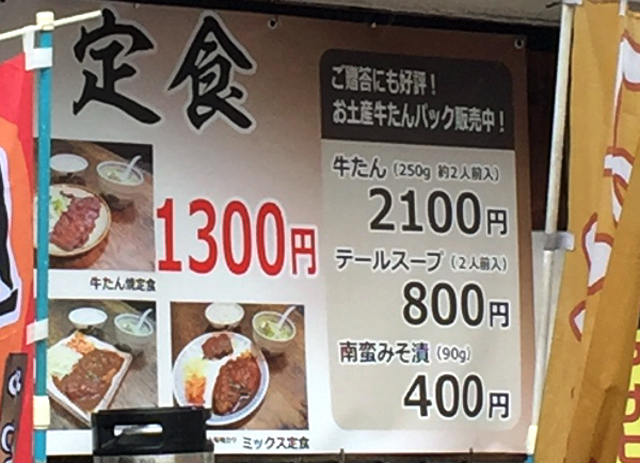 定食
1300円
牛たん焼定食
ミックス定食
ご贈答にも好評！
お土産牛たんパック販売中！
牛たん（250g 約2人前入）
2100円
テールスープ（2人前入）
800円
南蛮みそ漬（90g）
400円